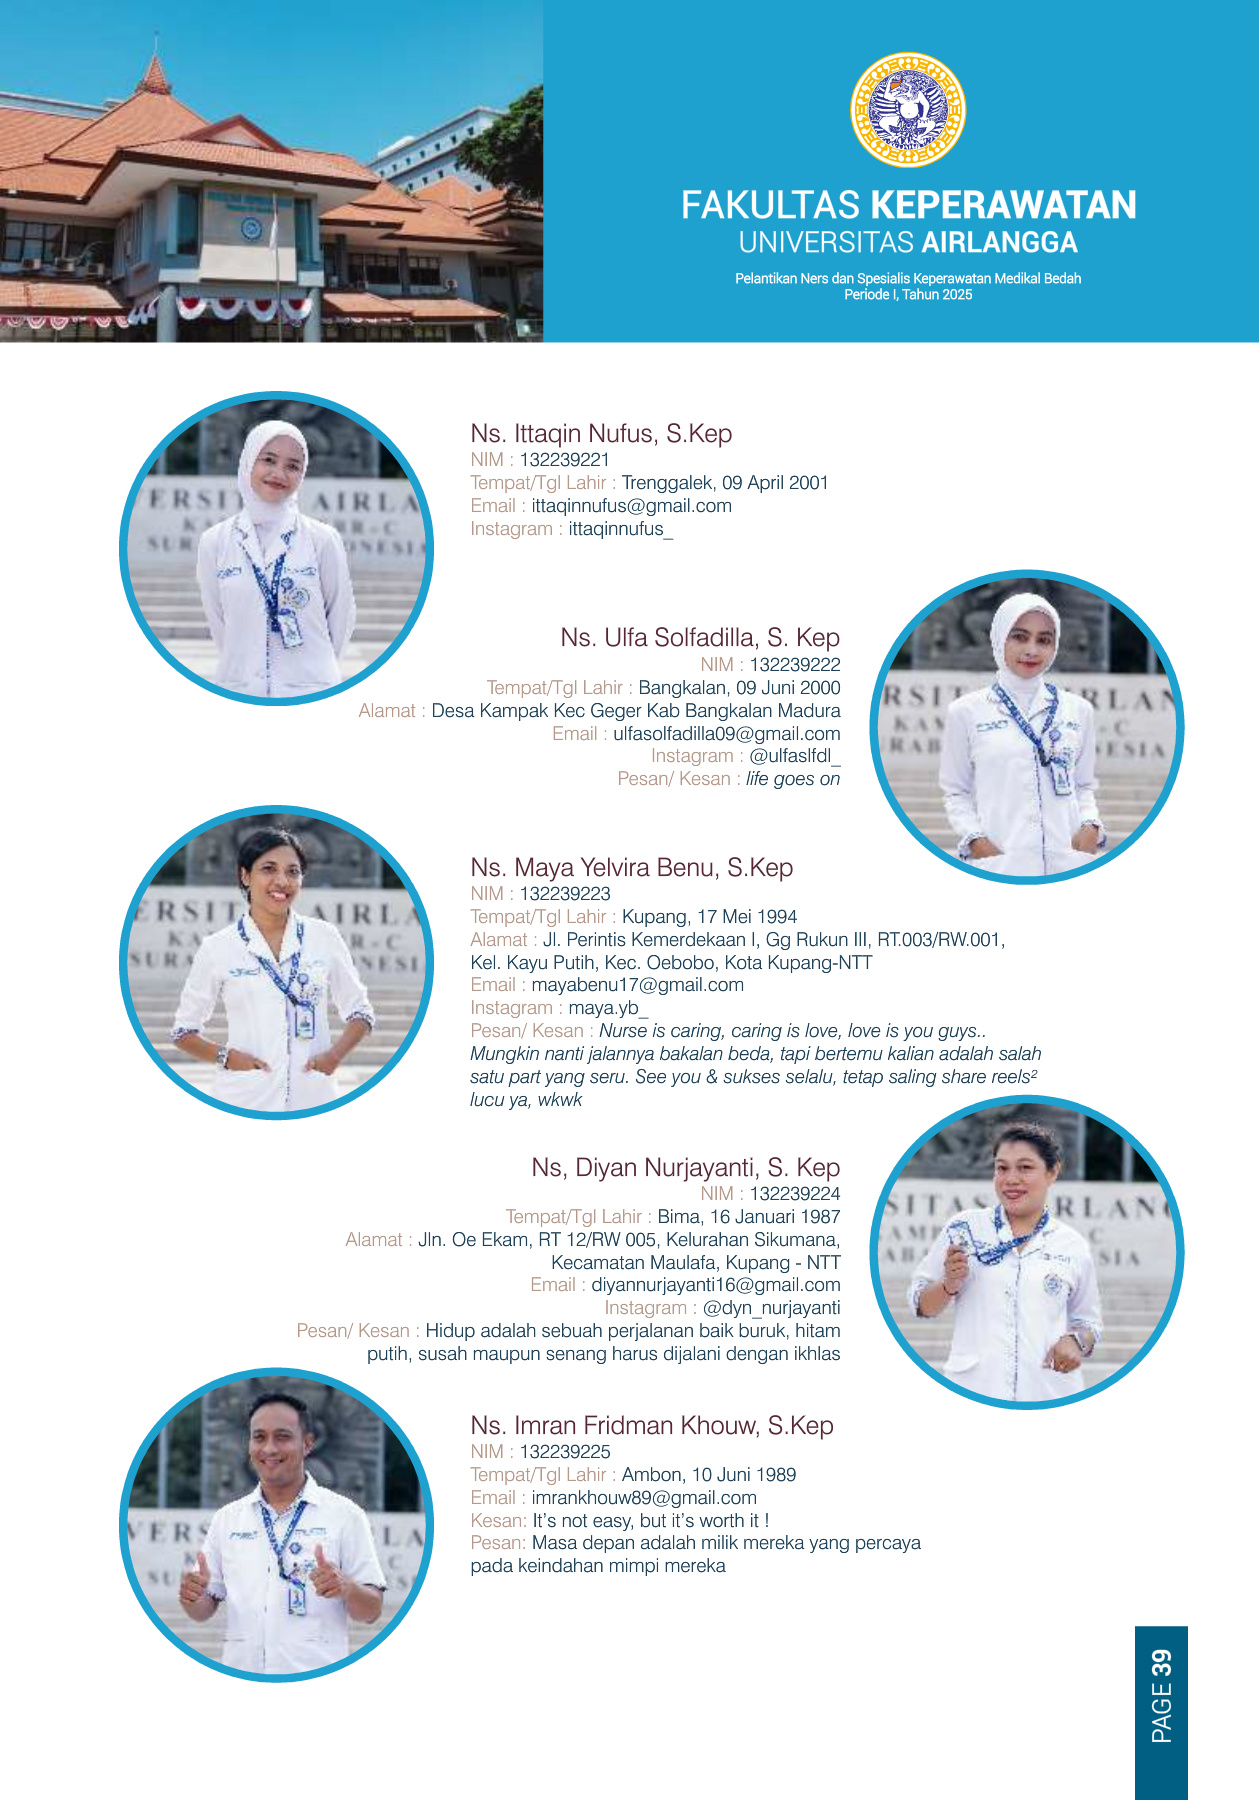 FAKULTAS KEPERAWATAN
UNIVERSITAS AIRLANGGA
Pelantikan Ners dan Spesialis Keperawatan Medikal Bedah
Periode I, Tahun 2025
Ns. Ittaqin Nufus, S.Kep
NIM : 132239221
Tempat/Tgl Lahir : Trenggalek, 09 April 2001
Email : ittaqinnufus@gmail.com
Instagram : ittaqinnufus_
Ns. Ulfa Solfadilla, S. Kep
NIM : 132239222
Tempat/Tgl Lahir : Bangkalan, 09 Juni 2000
Alamat : Desa Kampak Kec Geger Kab Bangkalan Madura
Email : ulfasolfadilla09@gmail.com
Instagram : @ulfaslfdl_
Pesan/ Kesan : life goes on
Ns. Maya Yelvira Benu, S.Kep
NIM : 132239223
Tempat/Tgl Lahir : Kupang, 17 Mei 1994
Alamat : Jl. Perintis Kemerdekaan I, Gg Rukun III, RT.003/RW.001,
Kel. Kayu Putih, Kec. Oebobo, Kota Kupang-NTT
Email : mayabenu17@gmail.com
Instagram : maya.yb_
Pesan/ Kesan : Nurse is caring, caring is love, love is you guys..
Mungkin nanti jalannya bakalan beda, tapi bertemu kalian adalah salah
satu part yang seru. See you & sukses selalu, tetap saling share reels²
lucu ya, wkwk
Ns, Diyan Nurjayanti, S. Kep
NIM : 132239224
Tempat/Tgl Lahir : Bima, 16 Januari 1987
Alamat : Jln. Oe Ekam, RT 12/RW 005, Kelurahan Sikumana,
Kecamatan Maulafa, Kupang - NTT
Email : diyannurjayanti16@gmail.com
Instagram : @dyn_nurjayanti
Pesan/ Kesan : Hidup adalah sebuah perjalanan baik buruk, hitam
putih, susah maupun senang harus dijalani dengan ikhlas
Ns. Imran Fridman Khouw, S.Kep
NIM : 132239225
Tempat/Tgl Lahir : Ambon, 10 Juni 1989
Email : imrankhouw89@gmail.com
Kesan: It's not easy, but it's worth it !
Pesan: Masa depan adalah milik mereka yang percaya
pada keindahan mimpi mereka
PAGE 39